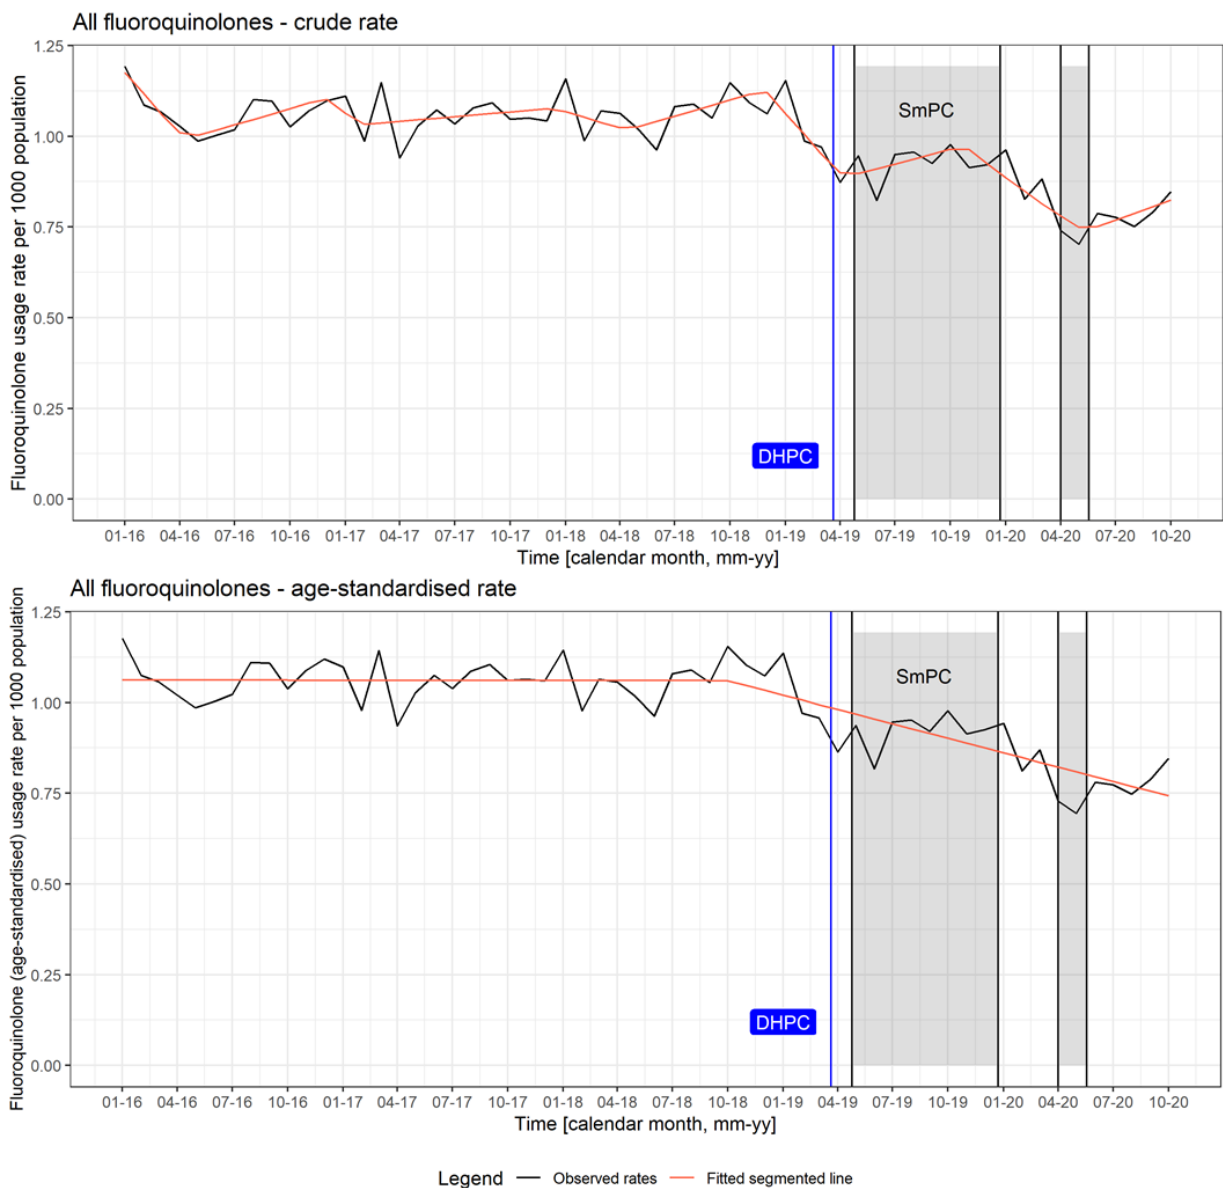 All fluoroquinolones - crude rate
Fluoroquinolone usage rate per 1000 population
1.25
1.00
0.75
0.50
0.25
0.00
SmPC
DHPC
01-16 04-16 07-16 10-16 01-17 04-17 07-17 10-17 01-18 04-18 07-18 10-18 01-19 04-19 07-19 10-19 01-20 04-20 07-20 10-20
Time [calendar month, mm-yy]
All fluoroquinolones - age-standardised rate
Fluoroquinolone (age-standardised) usage rate per 1000 population
1.25
1.00
0.75
0.50
0.25
0.00
SmPC
DHPC
01-16 04-16 07-16 10-16 01-17 04-17 07-17 10-17 01-18 04-18 07-18 10-18 01-19 04-19 07-19 10-19 01-20 04-20 07-20 10-20
Time [calendar month, mm-yy]
Legend Observed rates Fitted segmented line